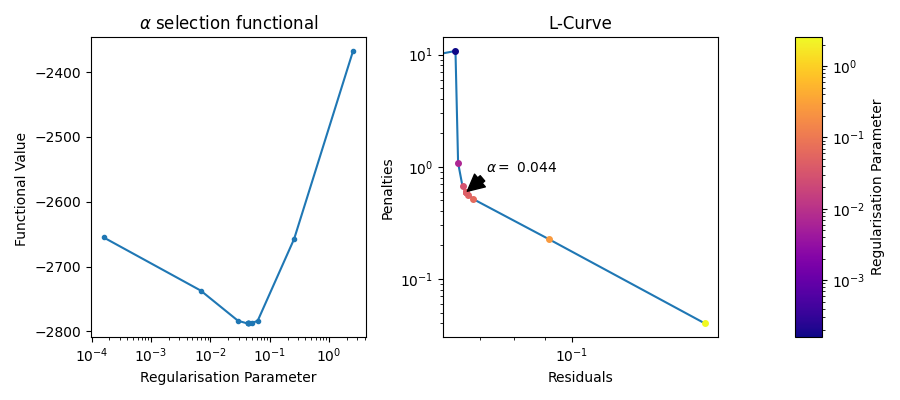 α selection functional
Functional Value
−2400
−2500
−2600
−2700
−2800
10⁻⁴ 10⁻³ 10⁻² 10⁻¹ 10⁰
Regularisation Parameter
L-Curve
Penalties
10¹
10⁰
10⁻¹
α = 0.044
10⁻¹
Residuals
10⁰
10⁻¹
10⁻²
10⁻³
Regularisation Parameter